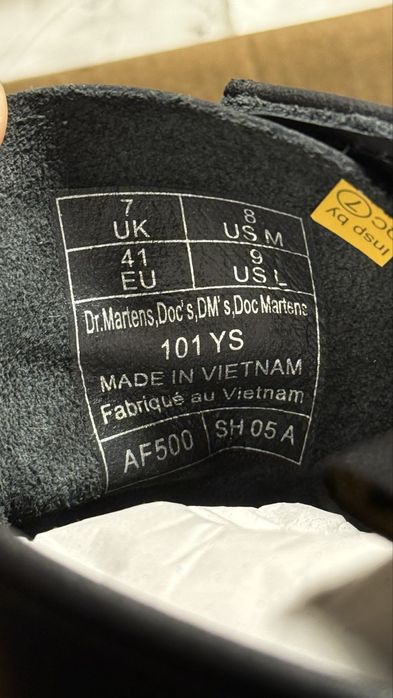 7 8
UK US M
41 9
EU US L
Dr.Martens,Doc's,DM's,Doc Martens
101 YS
MADE IN VIETNAM
Fabriqué au Vietnam
AF500 SH 05 A
Insp by
7